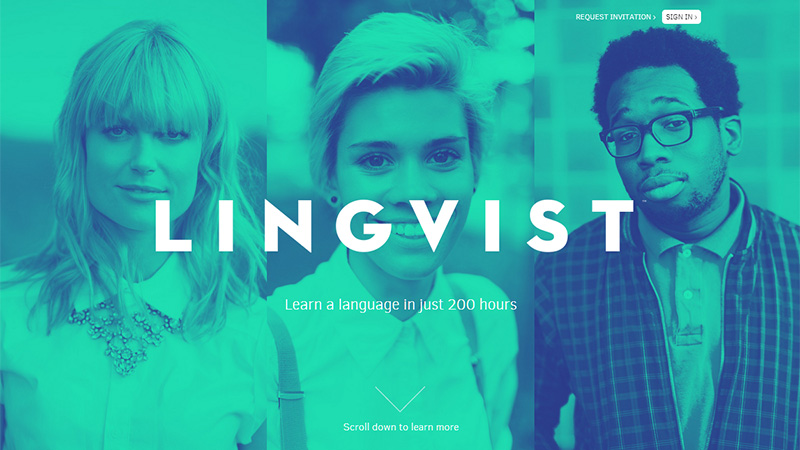 REQUEST INVITATION › SIGN IN ›
LINGVIST
Learn a language in just 200 hours
Scroll down to learn more